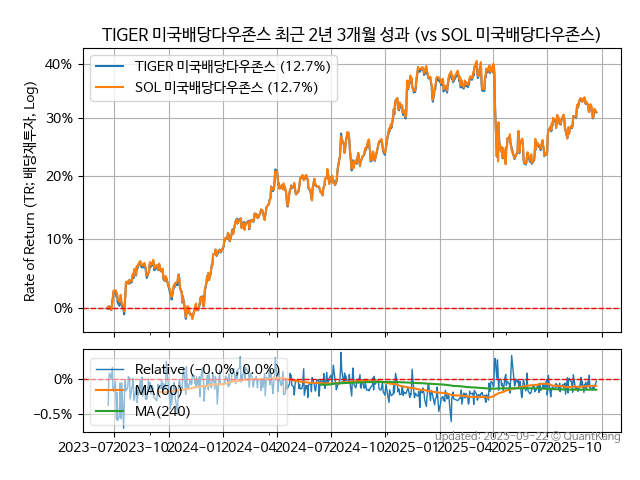 TIGER 미국배당다우존스 최근 2년 3개월 성과 (vs SOL 미국배당다우존스)
Rate of Return (TR: 배당재투자, Log)
40%
30%
20%
10%
0%
TIGER 미국배당다우존스 (12.7%)
SOL 미국배당다우존스 (12.7%)
0%
−0.5%
Relative (−0.0%, 0.0%)
MA(60)
MA(240)
2023-07
2023-10
2024-01
2024-04
2024-07
2024-10
2025-01
2025-04
2025-07
2025-10
updated: 2025-09-22 © QuantKang